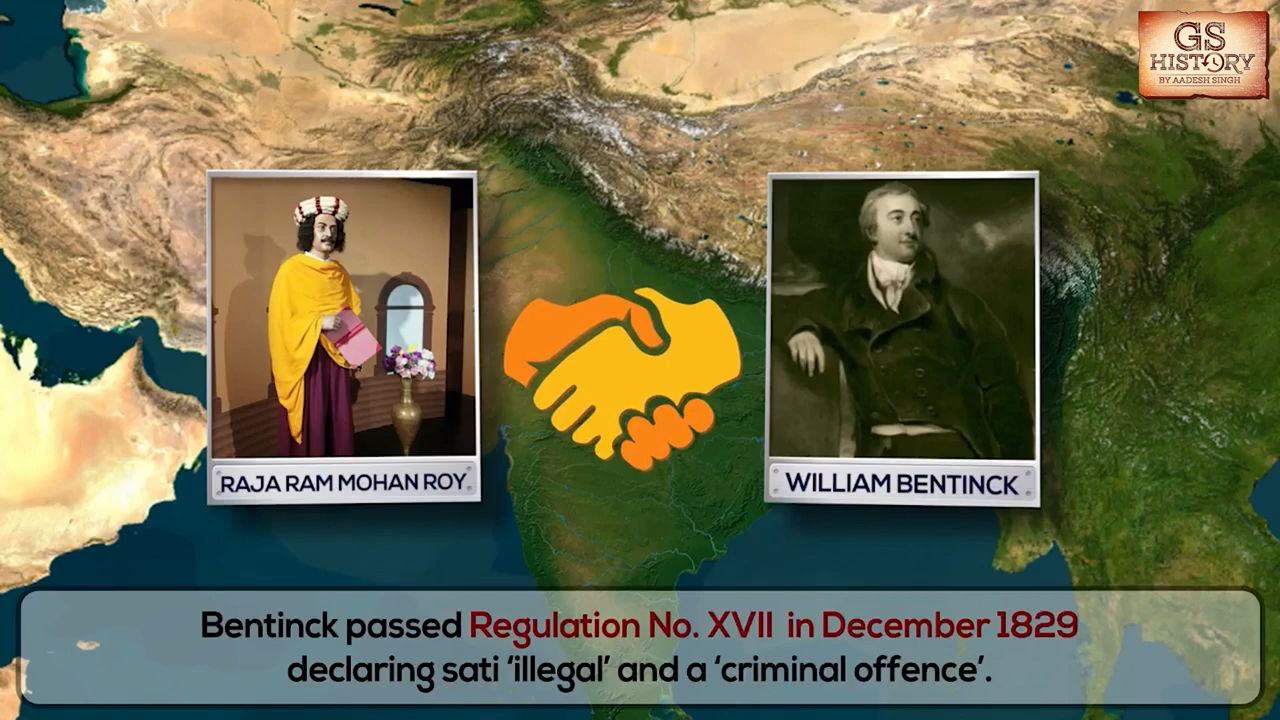 GS
HISTORY
BY AADESH SINGH
RAJA RAM MOHAN ROY
WILLIAM BENTINCK
Bentinck passed Regulation No. XVII in December 1829
declaring sati ‘illegal’ and a ‘criminal offence’.